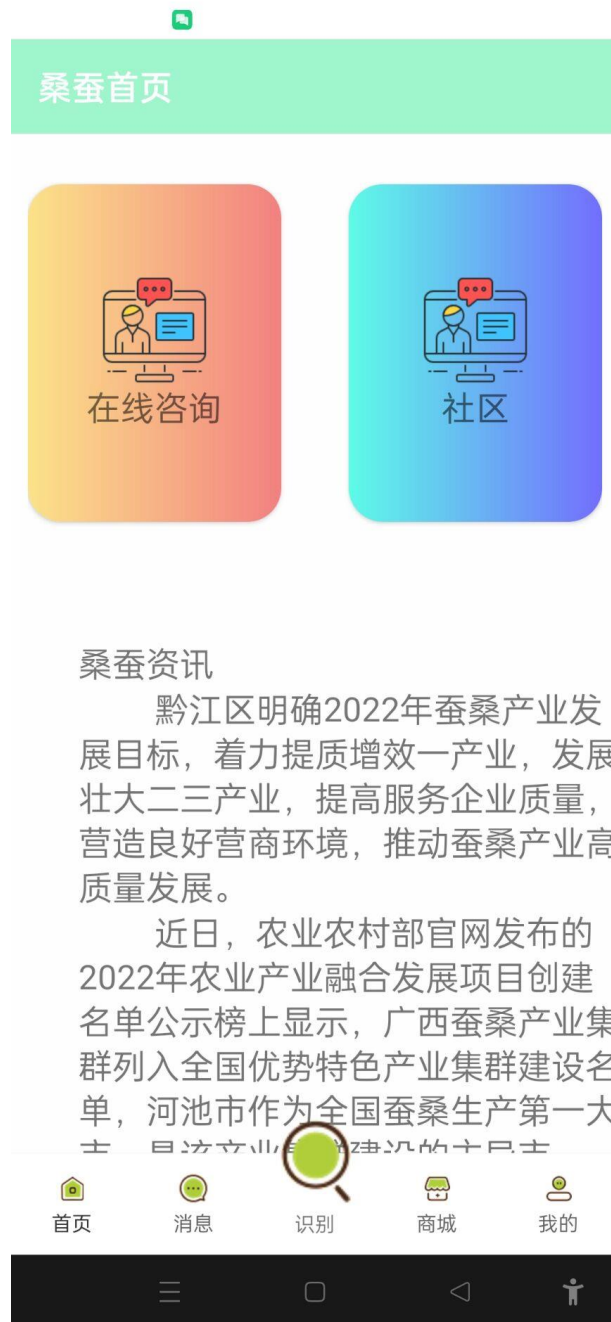 桑蚕首页
在线咨询
社区
桑蚕资讯
黔江区明确2022年蚕桑产业发
展目标，着力提质增效一产业，发展
壮大二三产业，提高服务企业质量，
营造良好营商环境，推动蚕桑产业高
质量发展。
近日，农业农村部官网发布的
2022年农业产业融合发展项目创建
名单公示榜上显示，广西蚕桑产业集
群列入全国优势特色产业集群建设名
单，河池市作为全国蚕桑生产第一大
首页
消息
识别
商城
我的